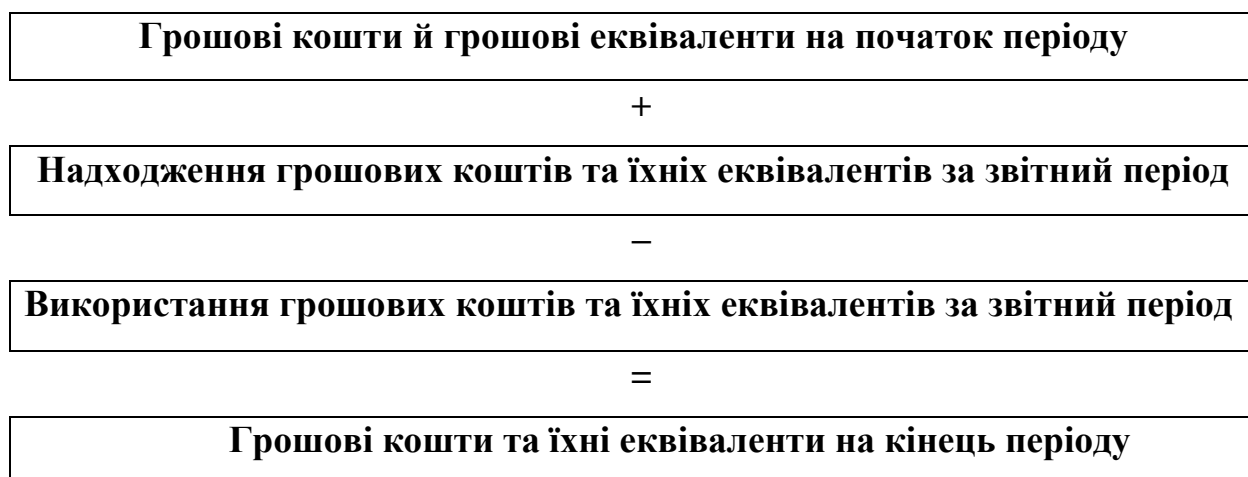 Грошові кошти й грошові еквіваленти на початок періоду
+
Надходження грошових коштів та їхніх еквівалентів за звітний період
–
Використання грошових коштів та їхніх еквівалентів за звітний період
=
Грошові кошти та їхні еквіваленти на кінець періоду